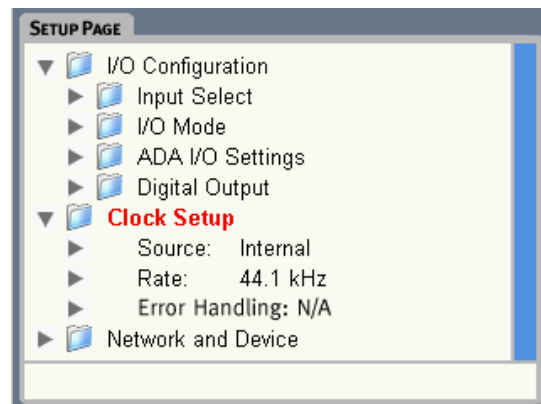 SETUP PAGE
I/O Configuration
Input Select
I/O Mode
ADA I/O Settings
Digital Output
Clock Setup
Source: Internal
Rate: 44.1 kHz
Error Handling: N/A
Network and Device